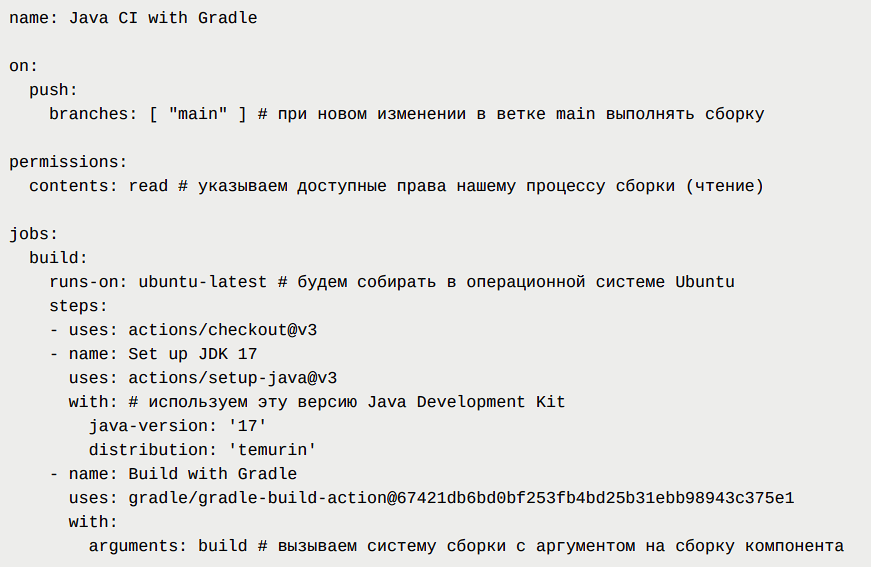 name: Java CI with Gradle

on:
  push:
    branches: [ "main" ] # при новом изменении в ветке main выполнять сборку

permissions:
  contents: read # указываем доступные права нашему процессу сборки (чтение)

jobs:
  build:
    runs-on: ubuntu-latest # будем собирать в операционной системе Ubuntu
    steps:
    - uses: actions/checkout@v3
    - name: Set up JDK 17
      uses: actions/setup-java@v3
      with: # используем эту версию Java Development Kit
        java-version: '17'
        distribution: 'temurin'
    - name: Build with Gradle
      uses: gradle/gradle-build-action@67421db6bd0bf253fb4bd25b31ebb98943c375e1
      with:
        arguments: build # вызываем систему сборки с аргументом на сборку компонента